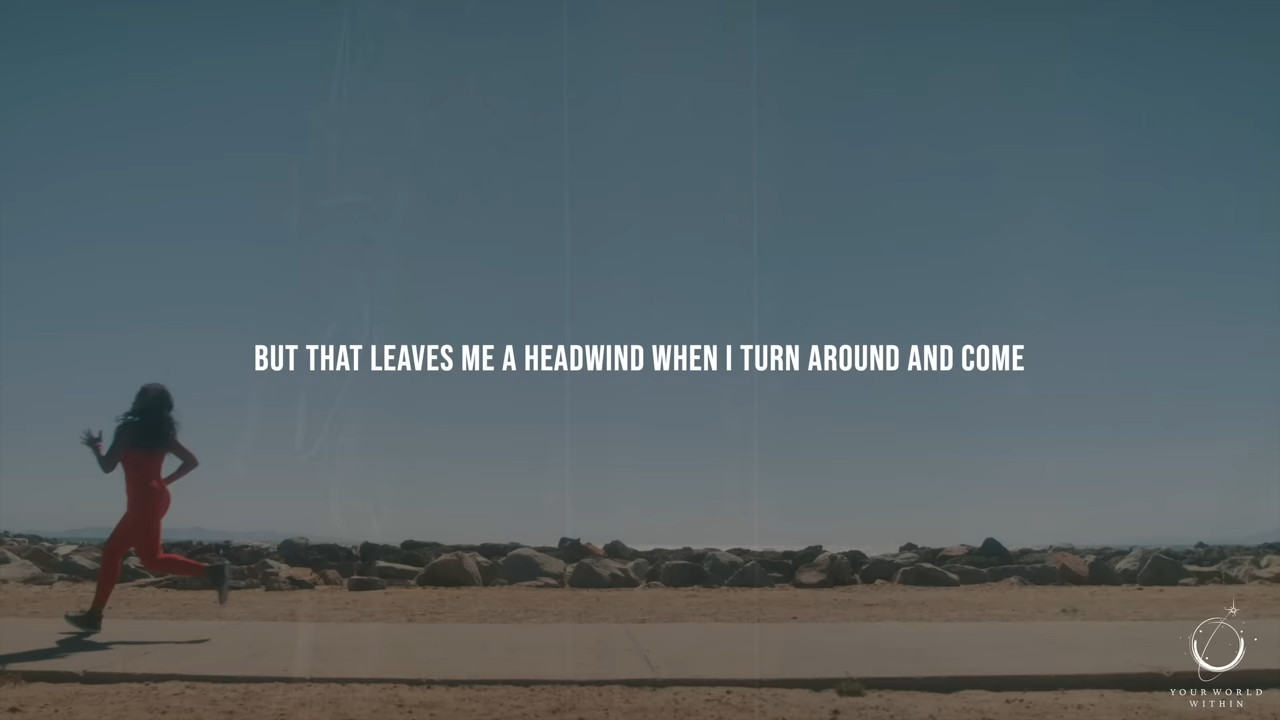 BUT THAT LEAVES ME A HEADWIND WHEN I TURN AROUND AND COME
YOUR WORLD
WITHIN